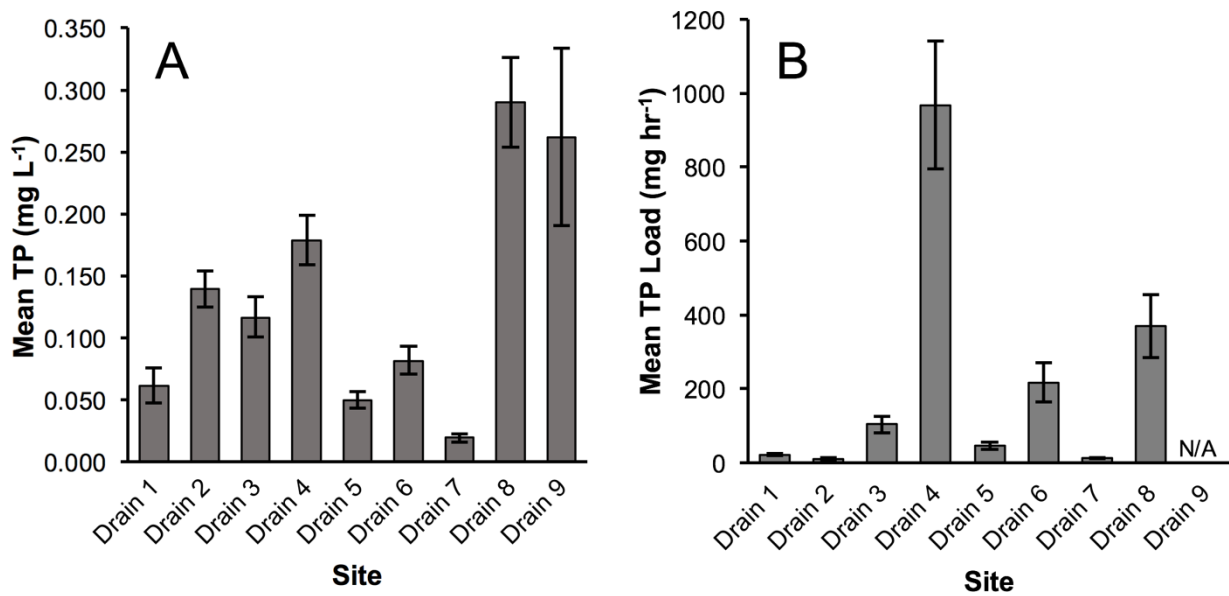 A
Mean TP (mg L⁻¹)
0.350
0.300
0.250
0.200
0.150
0.100
0.050
0.000
Drain 1
Drain 2
Drain 3
Drain 4
Drain 5
Drain 6
Drain 7
Drain 8
Drain 9
Site
B
Mean TP Load (mg hr⁻¹)
1200
1000
800
600
400
200
0
N/A
Drain 1
Drain 2
Drain 3
Drain 4
Drain 5
Drain 6
Drain 7
Drain 8
Drain 9
Site